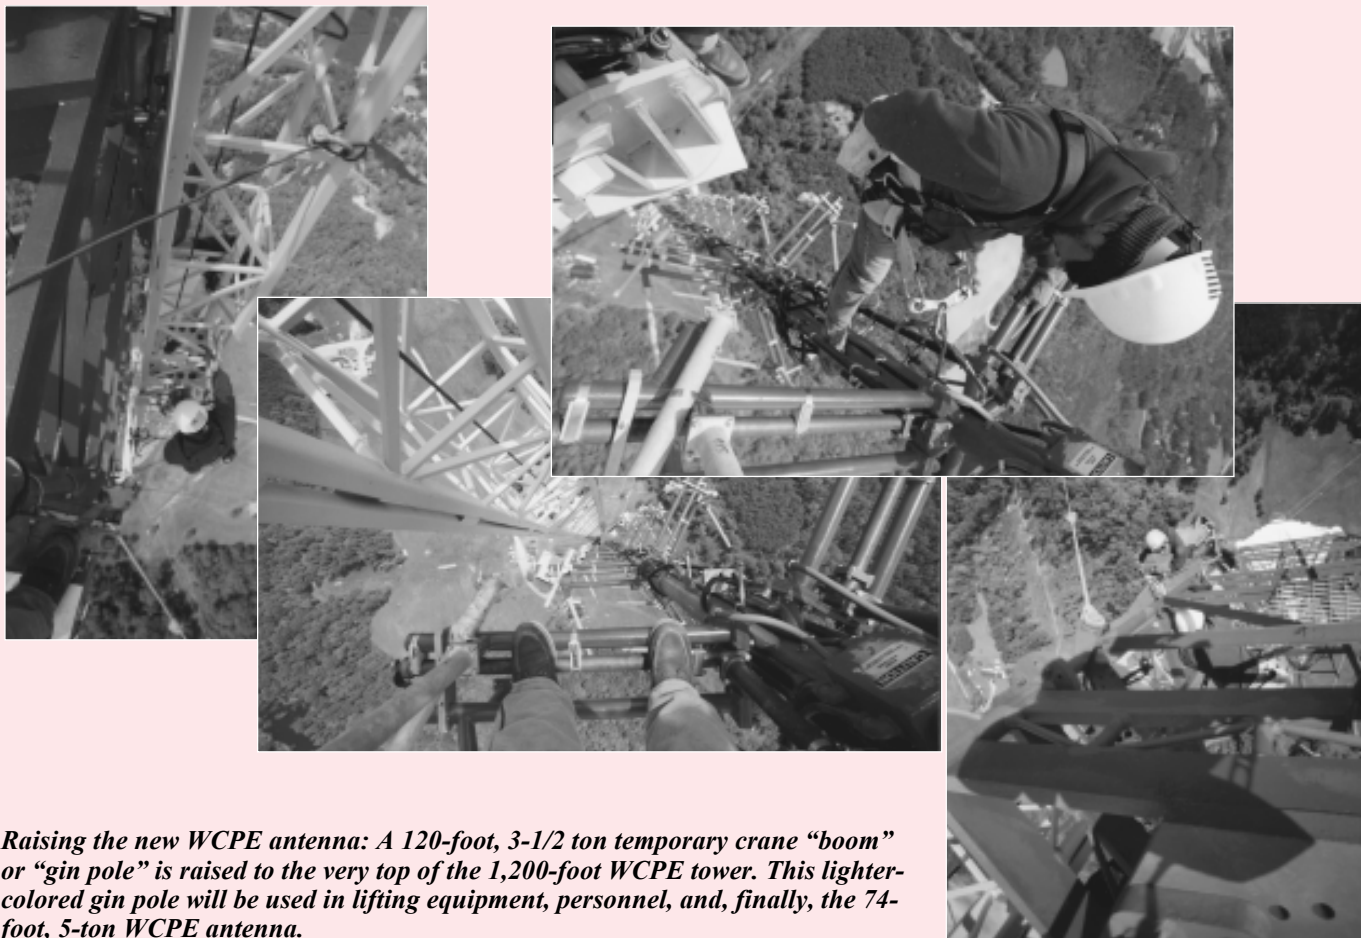 CAUTION
CAUTION
Raising the new WCPE antenna: A 120-foot, 3-1/2 ton temporary crane “boom”
or “gin pole” is raised to the very top of the 1,200-foot WCPE tower. This lighter-
colored gin pole will be used in lifting equipment, personnel, and, finally, the 74-
foot, 5-ton WCPE antenna.